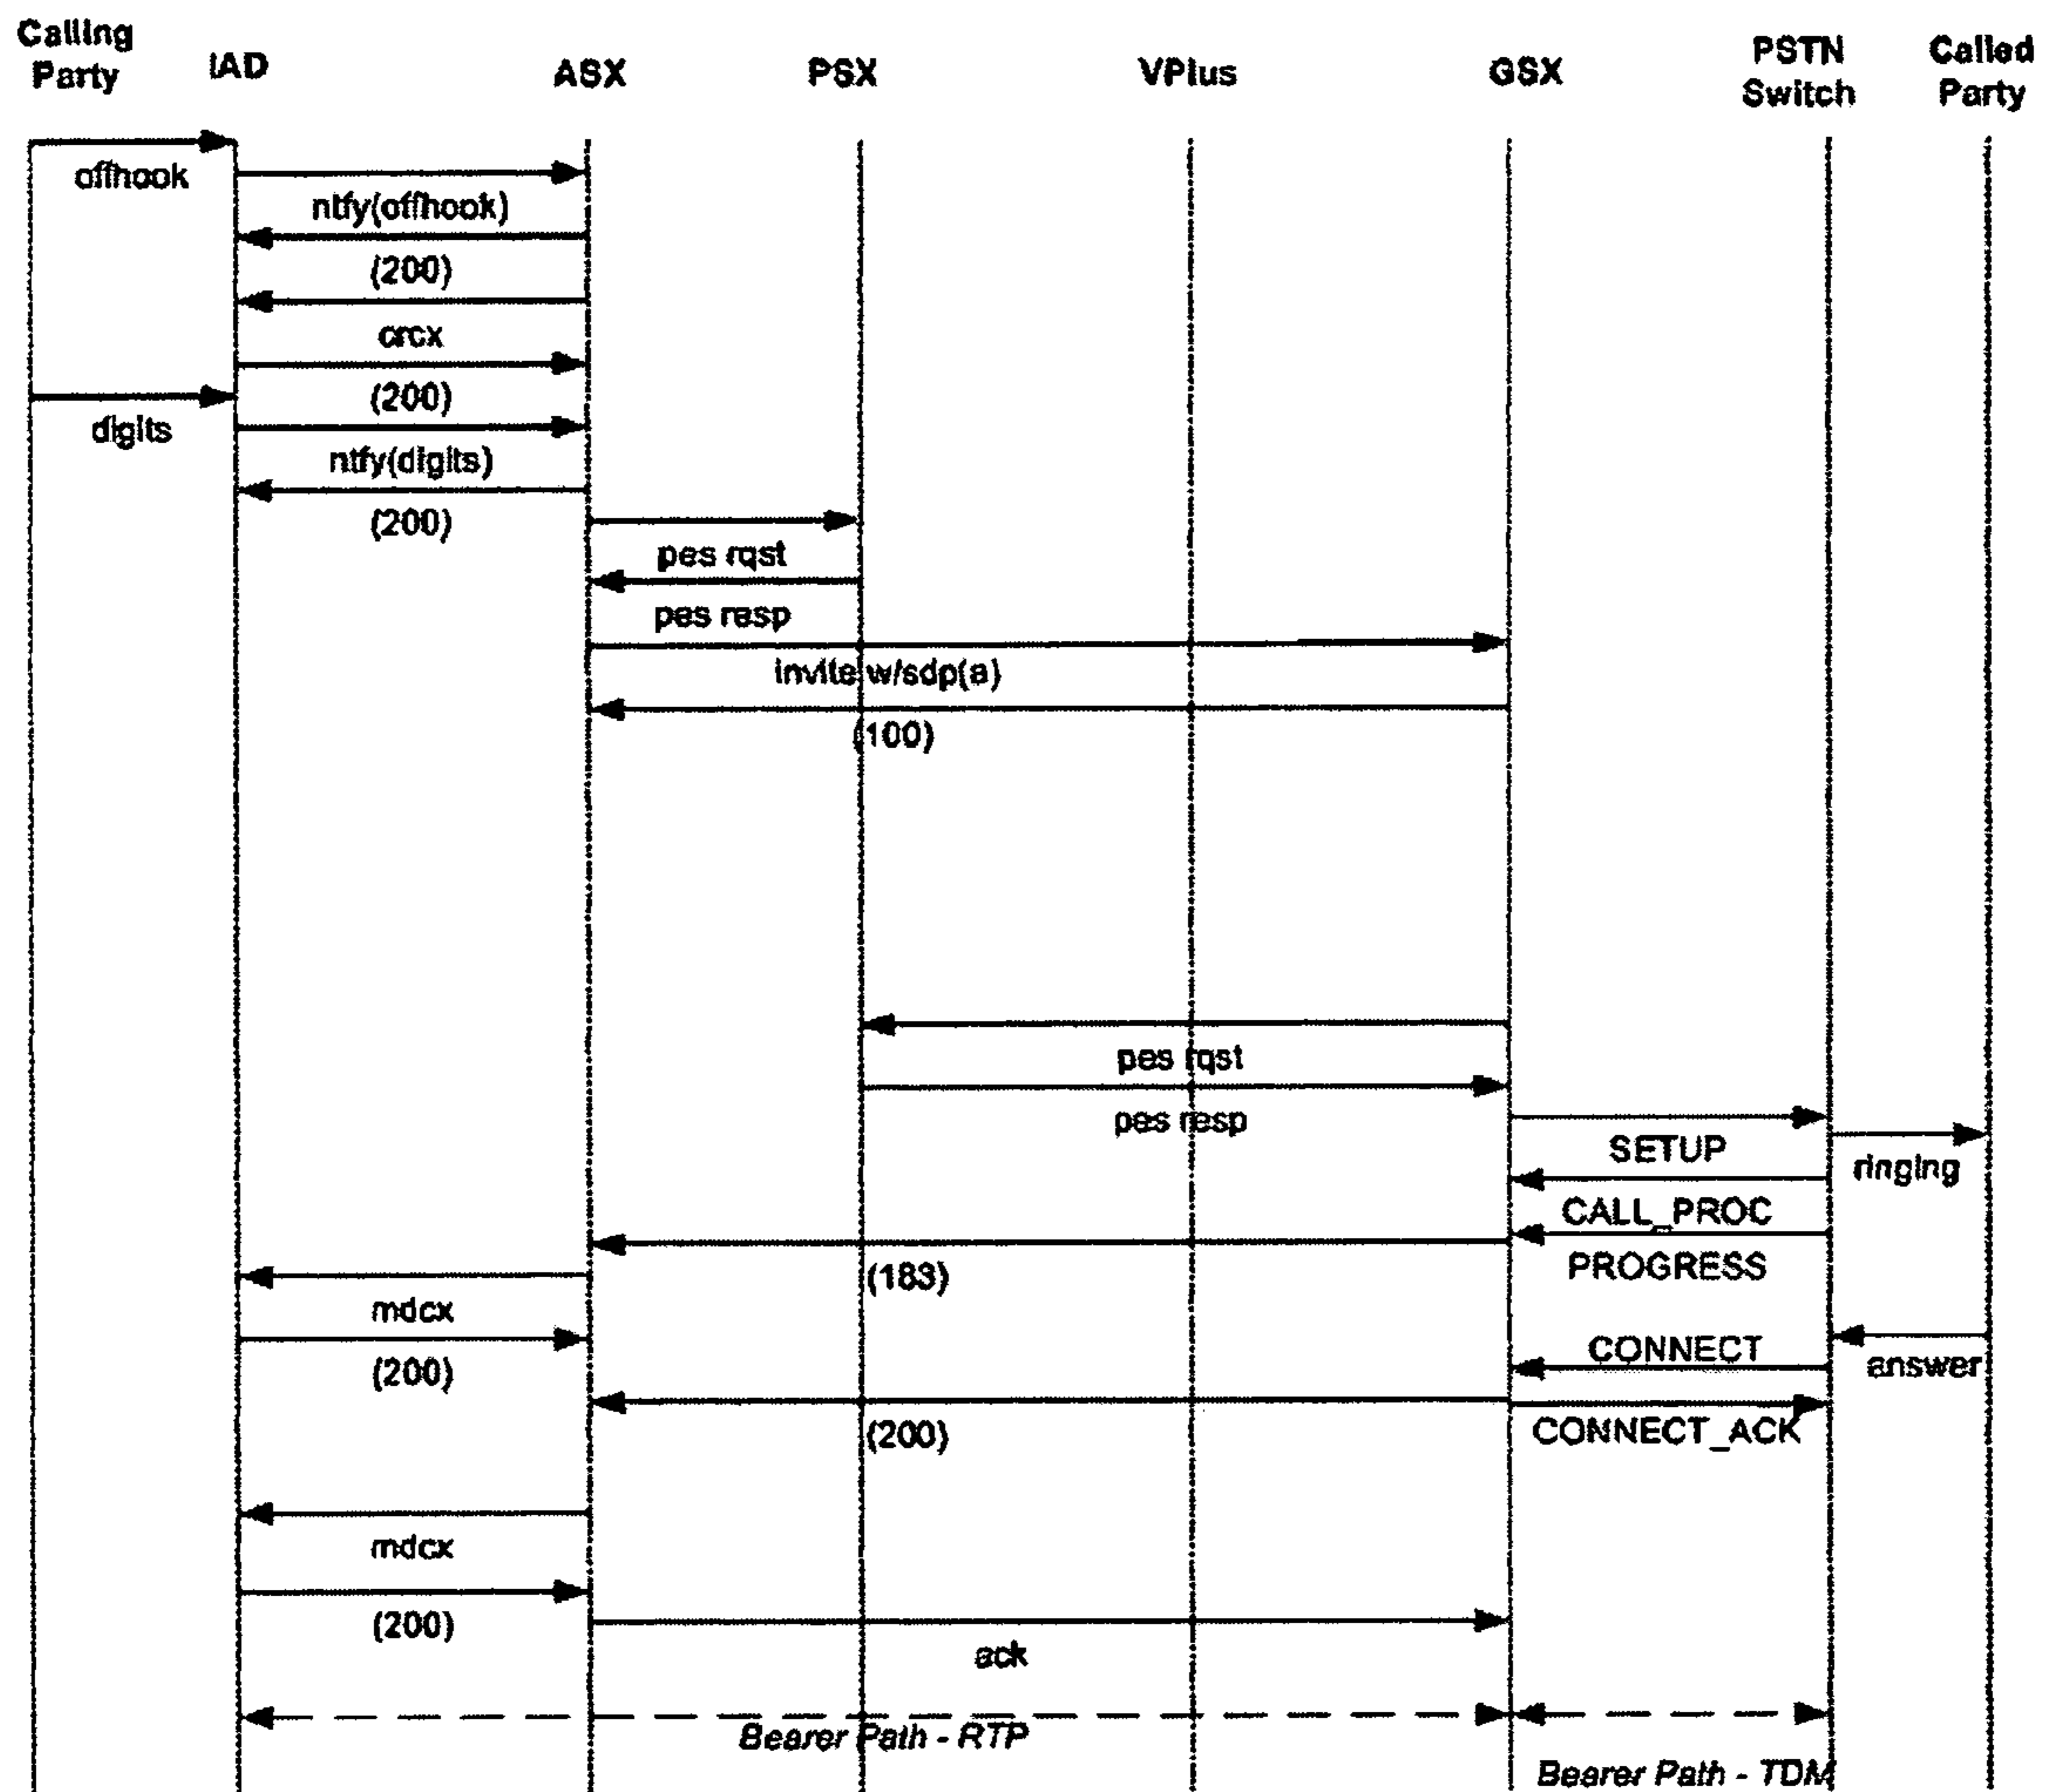 Calling
Party
IAD
ASX
PSX
VPlus
GSX
PSTN
Switch
Called
Party
offhook
ntfy(offhook)
(200)
crcx
(200)
digits
ntfy(digits)
(200)
pes rqst
pes resp
invite w/sdp(a)
(100)
pes rqst
pes resp
SETUP
ringing
CALL_PROC
(183)
PROGRESS
mdcx
CONNECT
(200)
answer
(200)
CONNECT_ACK
mdcx
(200)
ack
Bearer Path - RTP
Bearer Path - TDM